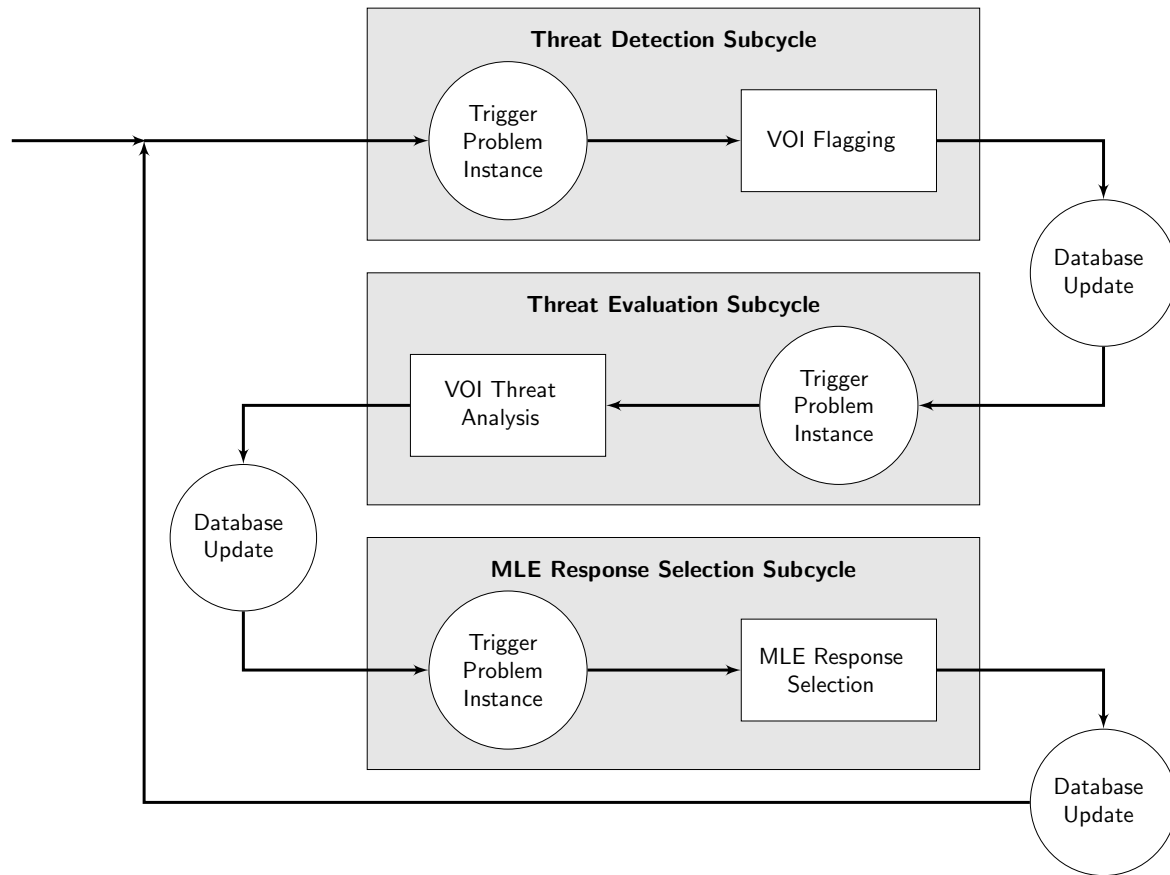 Threat Detection Subcycle
Trigger
Problem
Instance
VOI Flagging
Database
Update
Threat Evaluation Subcycle
Trigger
Problem
Instance
VOI Threat
Analysis
Database
Update
MLE Response Selection Subcycle
Trigger
Problem
Instance
MLE Response
Selection
Database
Update